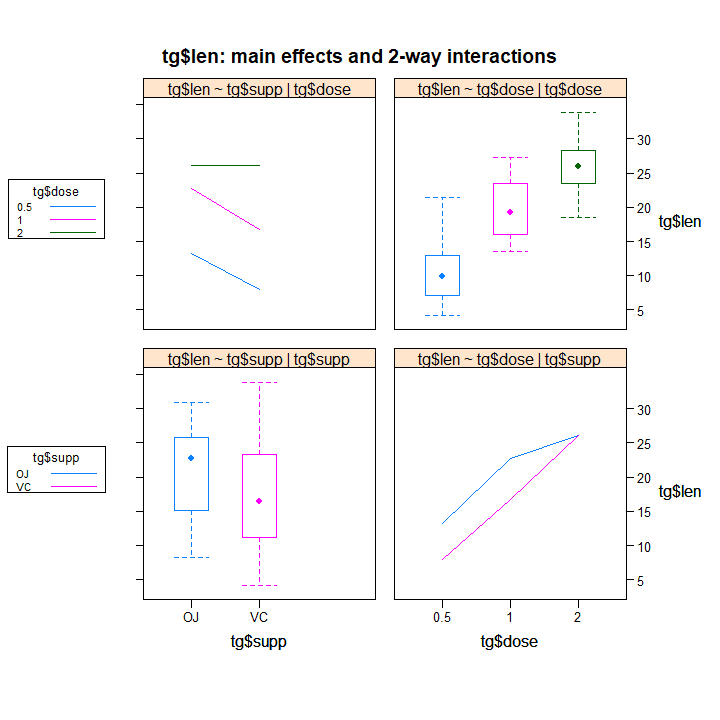 tg$len: main effects and 2-way interactions
tg$len ~ tg$supp | tg$dose
tg$len ~ tg$dose | tg$dose
tg$dose
0.5
1
2
30
25
20
15
10
5
tg$len
tg$len ~ tg$supp | tg$supp
tg$len ~ tg$dose | tg$supp
tg$supp
OJ
VC
30
25
20
15
10
5
tg$len
OJ VC
0.5 1 2
tg$supp
tg$dose